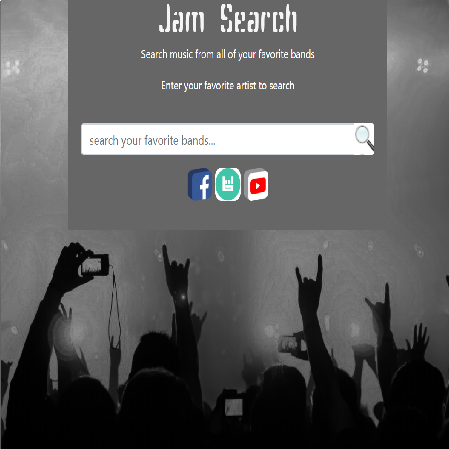 Jam Search
Search music from all of your favorite bands
Enter your favorite artist to search
search your favorite bands...
f